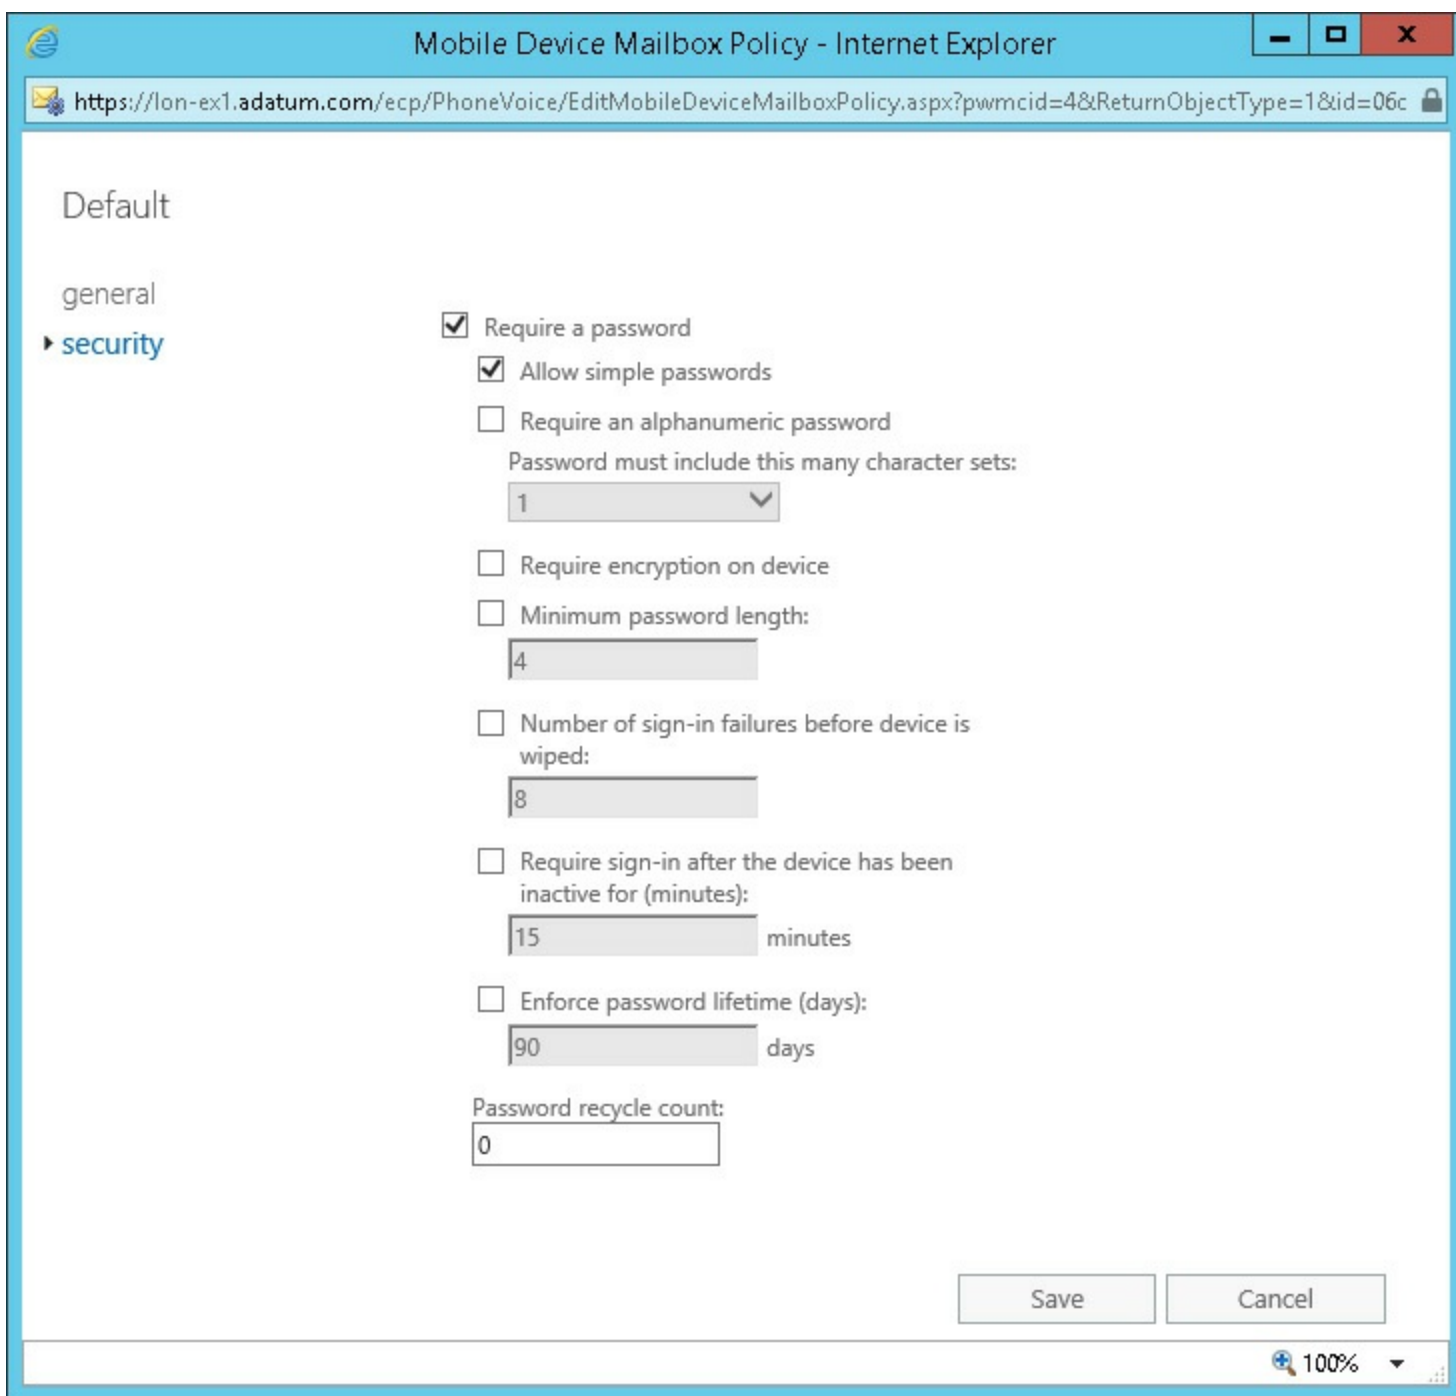 Mobile Device Mailbox Policy - Internet Explorer
https://lon-ex1.adatum.com/ecp/PhoneVoice/EditMobileDeviceMailboxPolicy.aspx?pwmcid=4&ReturnObjectType=1&id=06c
Default
general
security
Require a password
Allow simple passwords
Require an alphanumeric password
Password must include this many character sets:
1
Require encryption on device
Minimum password length:
4
Number of sign-in failures before device is
wiped:
8
Require sign-in after the device has been
inactive for (minutes):
15 minutes
Enforce password lifetime (days):
90 days
Password recycle count:
0
Save Cancel
100%